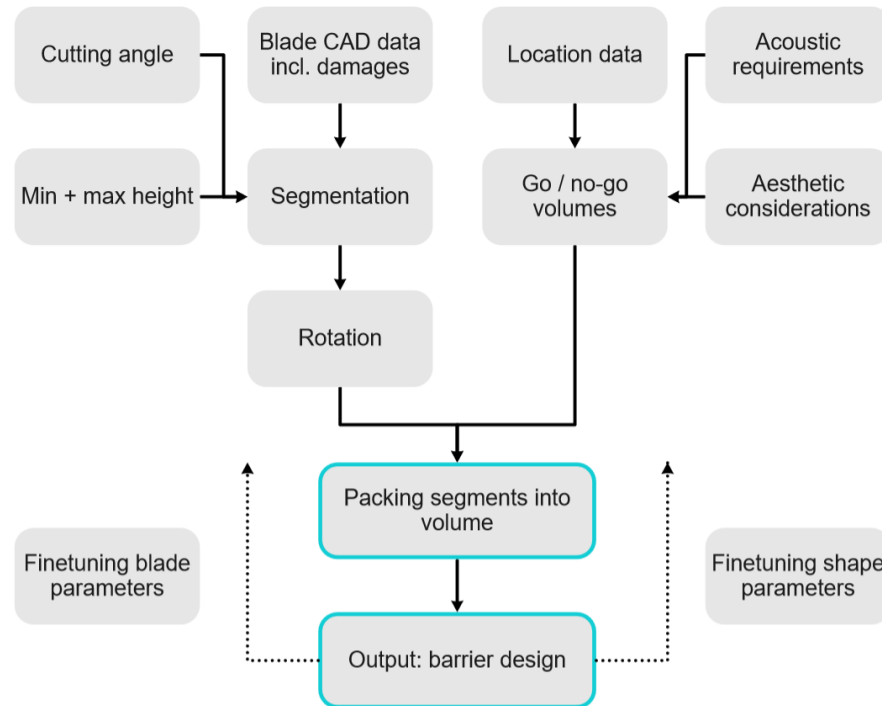 Cutting angle
Blade CAD data
incl. damages
Location data
Acoustic
requirements
Min + max height
Segmentation
Go / no-go
volumes
Aesthetic
considerations
Rotation
Packing segments into
volume
Finetuning blade
parameters
Finetuning shape
parameters
Output: barrier design